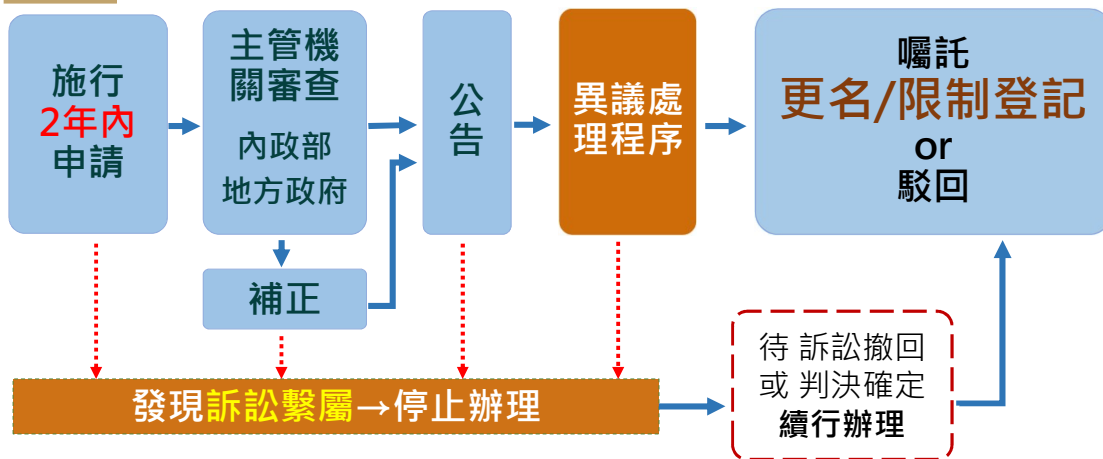 施行
2年內
申請
主管機
關審查
內政部
地方政府
補正
公
告
異議處
理程序
囑託
更名/限制登記
or
駁回
發現訴訟繫屬→停止辦理
待 訴訟撤回
或 判決確定
續行辦理